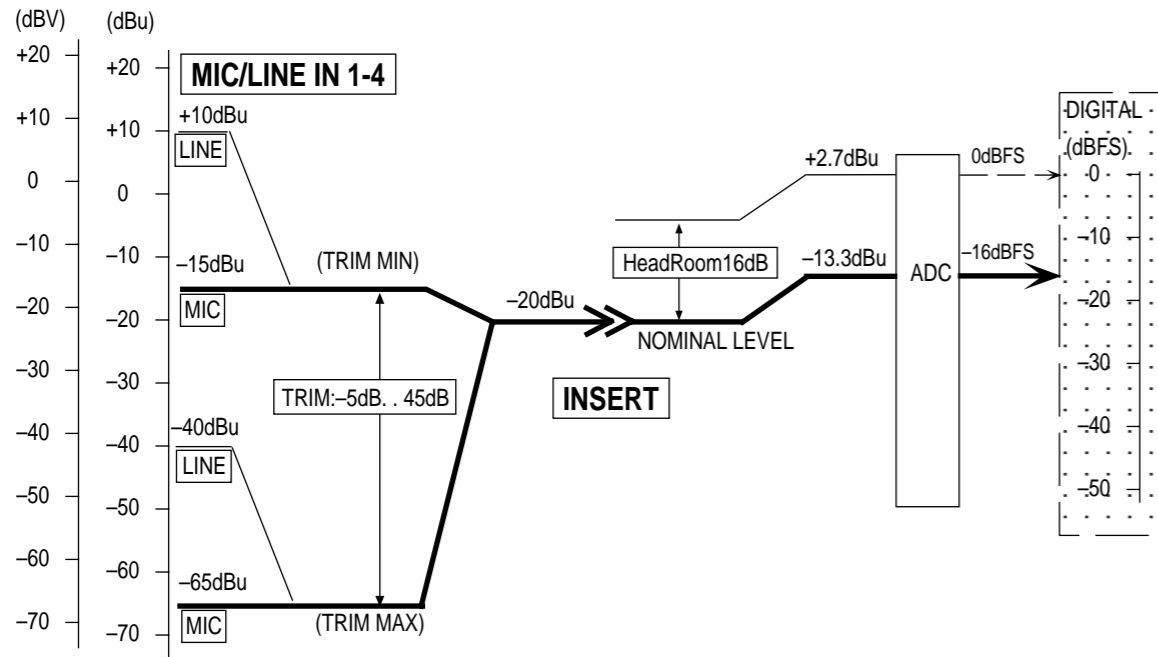 (dBV)
(dBu)
+20
+10
0
–10
–20
–30
–40
–50
–60
–70
+20
+10
0
–10
–20
–30
–40
–50
–60
–70
MIC/LINE IN 1-4
+10dBu
LINE
–15dBu
(TRIM MIN)
MIC
TRIM:–5dB. . 45dB
–40dBu
LINE
–65dBu
MIC
(TRIM MAX)
–20dBu
INSERT
HeadRoom16dB
NOMINAL LEVEL
+2.7dBu
–13.3dBu
ADC
0dBFS
–16dBFS
DIGITAL
(dBFS)
0
–10
–20
–30
–40
–50